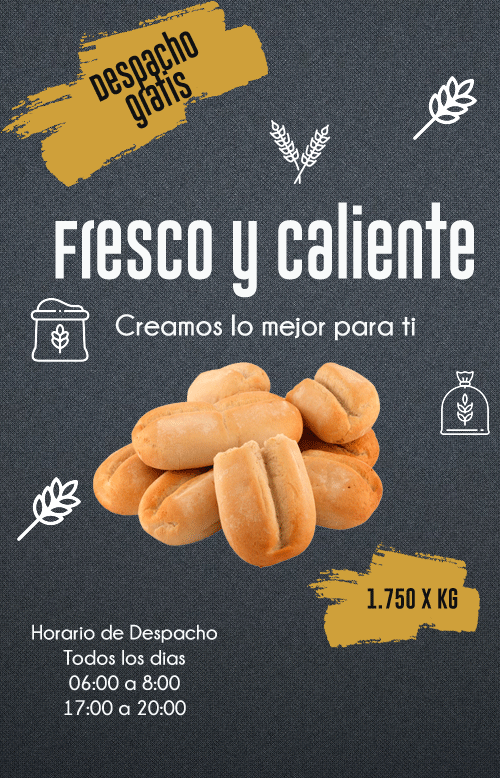 Despacho
gratis
Fresco y caliente
Creamos lo mejor para ti
1.750 X KG
Horario de Despacho
Todos los dias
06:00 a 8:00
17:00 a 20:00